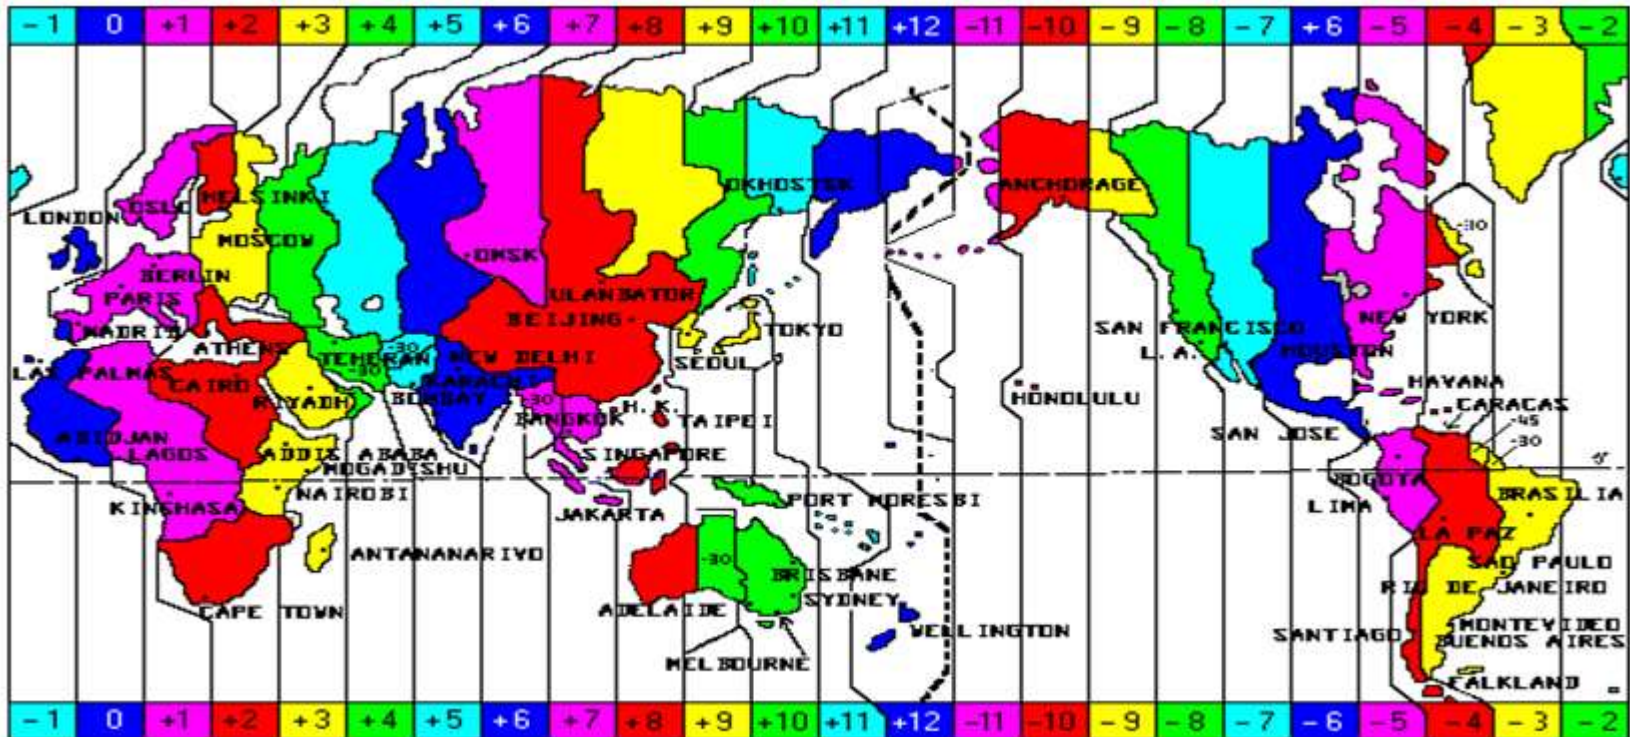 -1 0 +1 +2 +3 +4 +5 +6 +7 +8 +9 +10 +11 +12 -11 -10 -9 -8 -7 +6 -5 -4 -3 -2
OKHOSTSK ANCHORAGE
HELSINKI
OSLO
LONDON
-30
MOSCOW
OMSK
BERLIN
PARIS
ULANBATOR
BEIJING
NEW YORK
MADRID
TOKYO
SAN FRANCISCO
ATHENS
TEHERAN
-30
NEW DELHI
SEOUL
L.A.
HOUSTON
LAS PALMAS
CAIRO
-30
KARACHI
HAVANA
RIYADH
BOMBAY
-30
BANGKOK
H.K.
TAIPEI
HONOLULU
CARACAS
-45
-30
SAN JOSE
ABIDJAN
LAGOS
ADDIS ABABA
SINGAPORE
MOGADISHU
BOGOTA
NAIROBI
PORT MORESBI
BRASILIA
KINSHASA
JAKARTA
LIMA
LA PAZ
ANTANANARIVO
-30
SAO PAULO
BRISBANE
RIO DE JANEIRO
SYDNEY
CAPE TOWN
ADELAIDE
WELLINGTON
MONTEVIDEO
SANTIAGO
BUENOS AIRES
MELBOURNE
FALKLAND
-1 0 +1 +2 +3 +4 +5 +6 +7 +8 +9 +10 +11 +12 -11 -10 -9 -8 -7 -6 -5 -4 -3 -2